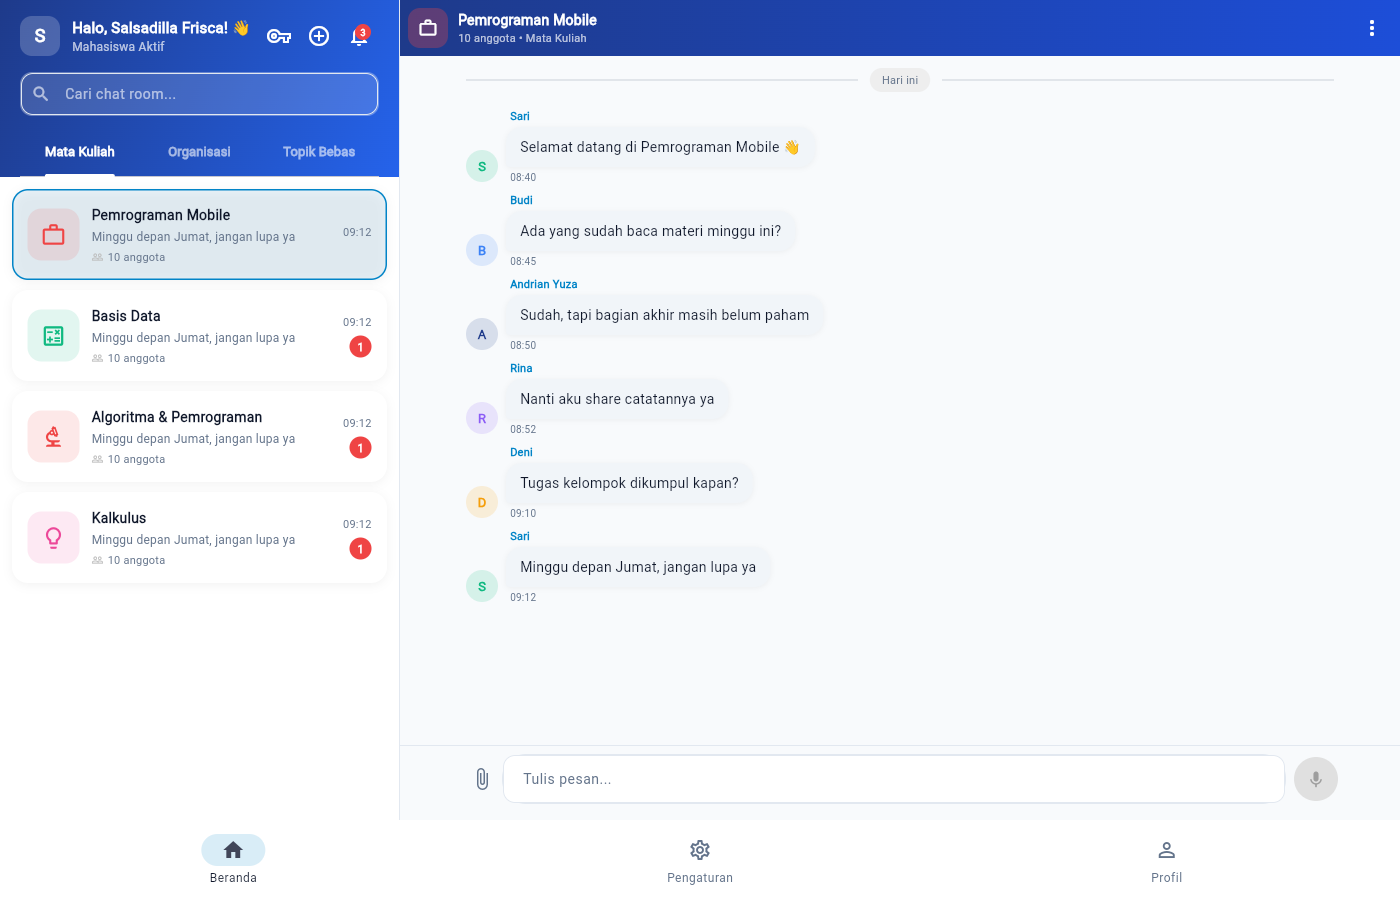 S
Halo, Salsadilla Frisca! 👋
Mahasiswa Aktif
3
Cari chat room...
Mata Kuliah
Organisasi
Topik Bebas
Pemrograman Mobile
Minggu depan Jumat, jangan lupa ya
10 anggota
09:12
Basis Data
Minggu depan Jumat, jangan lupa ya
10 anggota
09:12
1
Algoritma & Pemrograman
Minggu depan Jumat, jangan lupa ya
10 anggota
09:12
1
Kalkulus
Minggu depan Jumat, jangan lupa ya
10 anggota
09:12
1
Pemrograman Mobile
10 anggota • Mata Kuliah
Hari ini
Sari
Selamat datang di Pemrograman Mobile 👋
S
08:40
Budi
Ada yang sudah baca materi minggu ini?
B
08:45
Andrian Yuza
Sudah, tapi bagian akhir masih belum paham
A
08:50
Rina
Nanti aku share catatannya ya
R
08:52
Deni
Tugas kelompok dikumpul kapan?
D
09:10
Sari
Minggu depan Jumat, jangan lupa ya
S
09:12
Tulis pesan...
Beranda
Pengaturan
Profil